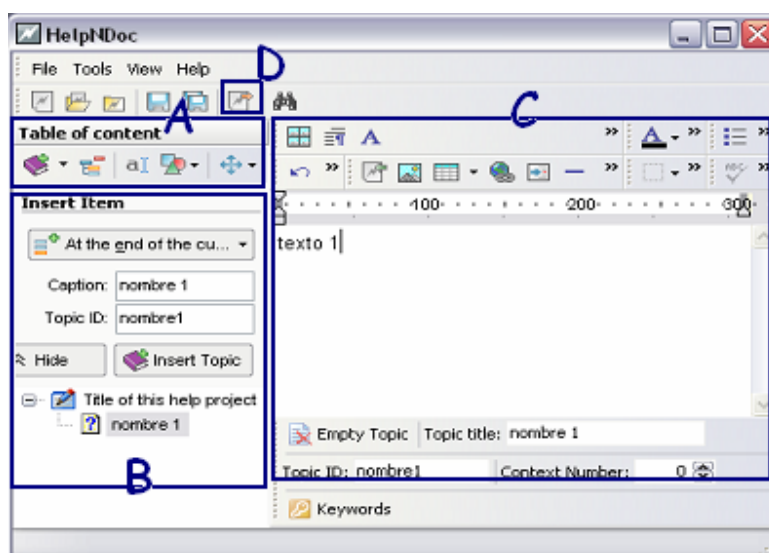 HelpNDoc
File Tools View Help
D
A
Table of content
aI
Insert Item
At the end of the cu...
Caption: nombre 1
Topic ID: nombre1
Hide Insert Topic
Title of this help project
nombre 1
B
C
A
ABC
100 200 300
texto 1
Empty Topic Topic title: nombre 1
Topic ID: nombre1 Context Number: 0
Keywords